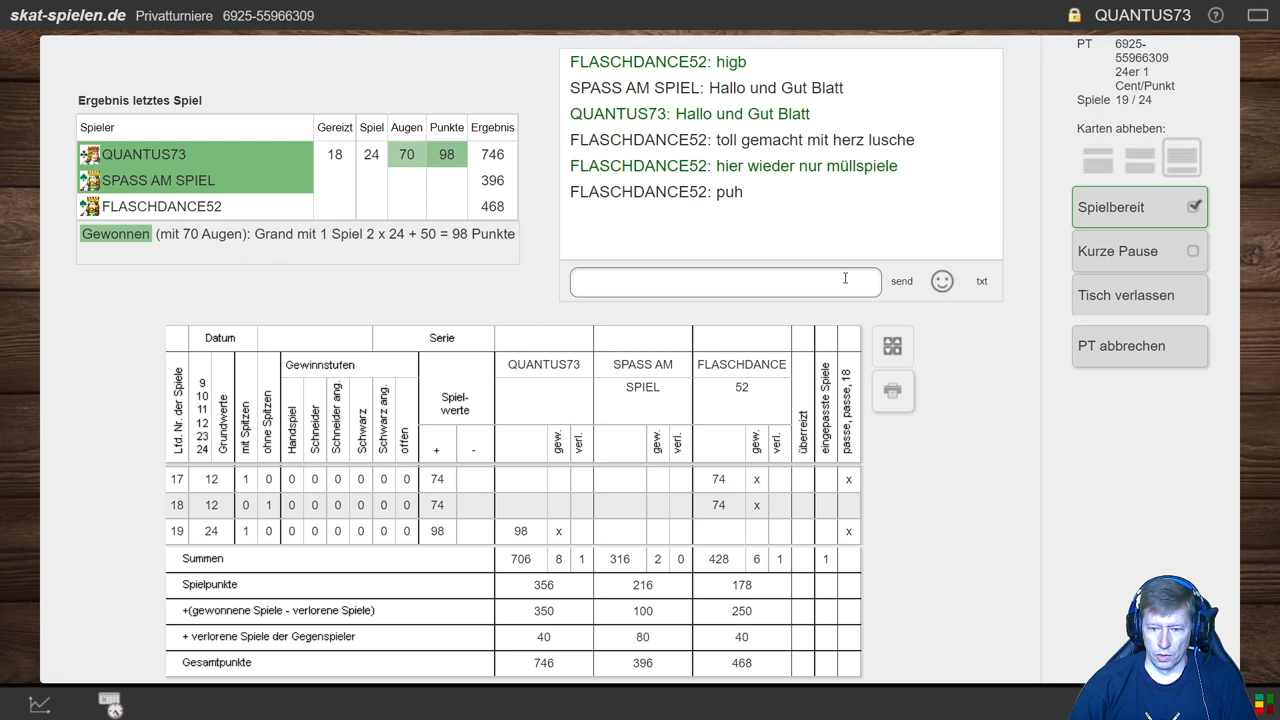 skat-spielen.de Privatturniere 6925-55966309
QUANTUS73 ?
Ergebnis letztes Spiel
Spieler Gereizt Spiel Augen Punkte Ergebnis
QUANTUS73 18 24 70 98 746
SPASS AM SPIEL 396
FLASCHDANCE52 468
Gewonnen (mit 70 Augen): Grand mit 1 Spiel 2 x 24 + 50 = 98 Punkte
FLASCHDANCE52: higb
SPASS AM SPIEL: Hallo und Gut Blatt
QUANTUS73: Hallo und Gut Blatt
FLASCHDANCE52: toll gemacht mit herz lusche
FLASCHDANCE52: hier wieder nur müllspiele
FLASCHDANCE52: puh
send txt
PT 6925-
55966309
24er 1
Cent/Punkt
Spiele 19 / 24
Karten abheben:
Spielbereit
Kurze Pause
Tisch verlassen
PT abbrechen
Datum Serie
Lfd. Nr. der Spiele
9
10
11
12
23
24
Grundwerte
mit Spitzen
ohne Spitzen
Gewinnstufen
Handspiel
Schneider
Schneider ang.
Schwarz
Schwarz ang.
offen
Spiel-
werte
+ -
QUANTUS73 SPASS AM FLASCHDANCE
SPIEL 52
gew. verl. gew. verl. gew. verl.
überreizt
eingepasste Spiele
passe, passe, 18
17 12 1 0 0 0 0 0 0 0 74 74 x x
18 12 0 1 0 0 0 0 0 0 74 74 x
19 24 1 0 0 0 0 0 0 0 98 98 x x
Summen 706 8 1 316 2 0 428 6 1 1
Spielpunkte 356 216 178
+(gewonnene Spiele - verlorene Spiele) 350 100 250
+ verlorene Spiele der Gegenspieler 40 80 40
Gesamtpunkte 746 396 468